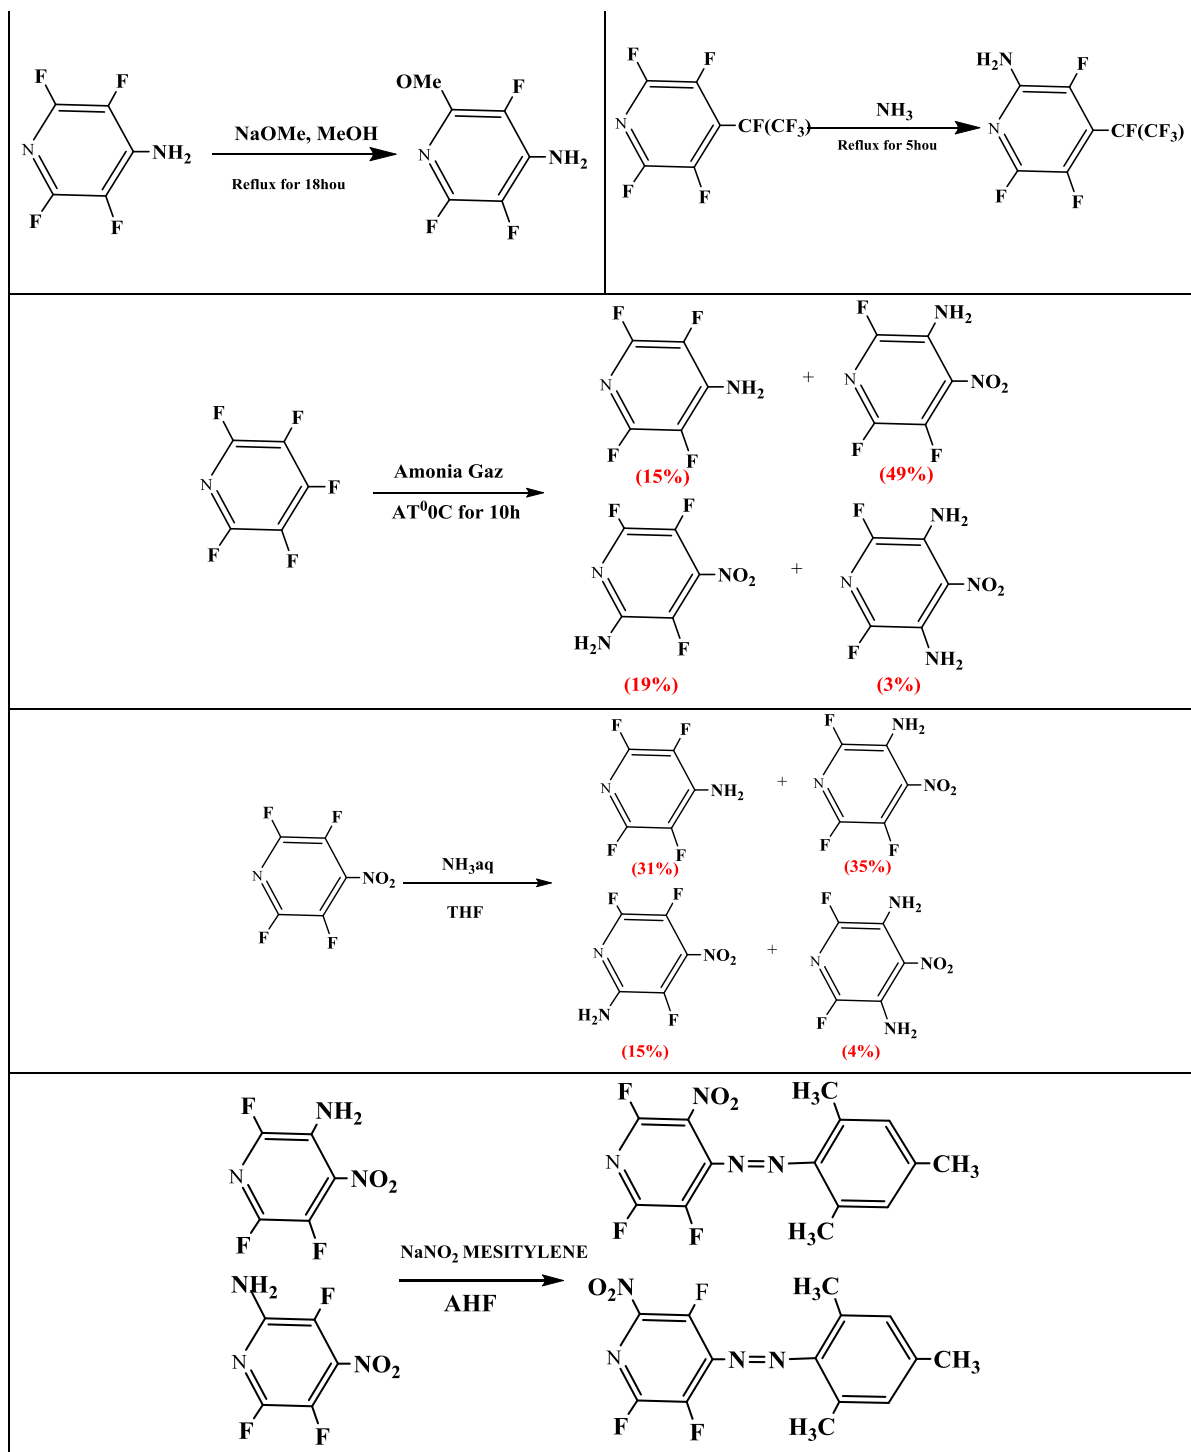 F
F
OMe
F
N
NH2
NaOMe, MeOH
Reflux for 18hou
N
NH2
F
F
F
F
F
F
N
CF(CF3)
F
F
NH3
Reflux for 5hou
H2N
F
N
CF(CF3)
F
F
F
F
N
F
F
F
Amonia Gaz
AT00C for 10h
F
F
N
NH2
F
F
(15%)
+
F
NH2
N
NO2
F
F
(49%)
F
F
N
NO2
H2N
F
(19%)
+
F
NH2
N
NO2
F
NH2
(3%)
F
F
N
NO2
F
F
NH3aq
THF
F
F
N
NH2
F
F
(31%)
+
F
NH2
N
NO2
F
F
(35%)
F
F
N
NO2
H2N
F
(15%)
+
F
NH2
N
NO2
F
NH2
(4%)
F
NH2
N
NO2
F
F
NH2
F
N
NO2
F
F
NaNO2 MESITYLENE
AHF
F
NO2
H3C
N
N=N
CH3
F
F
H3C
O2N
F
H3C
N
N=N
CH3
F
F
H3C